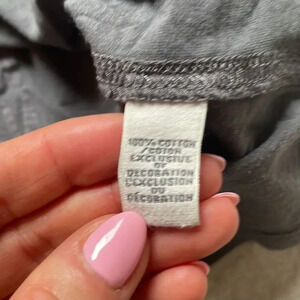 100% COTTON
/COTON
EXCLUSIVE
OF
DECORATION
L'EXCLUSION
DU
DÉCORATION